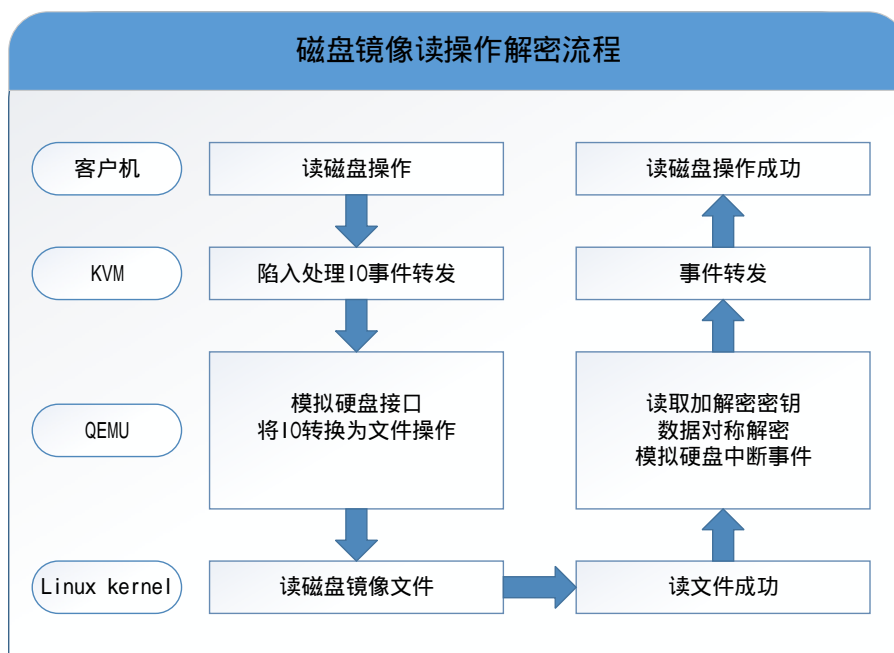 磁盘镜像读操作解密流程
客户机
读磁盘操作
读磁盘操作成功
KVM
陷入处理IO事件转发
事件转发
QEMU
模拟硬盘接口
将IO转换为文件操作
读取加解密密钥
数据对称解密
模拟硬盘中断事件
Linux kernel
读磁盘镜像文件
读文件成功